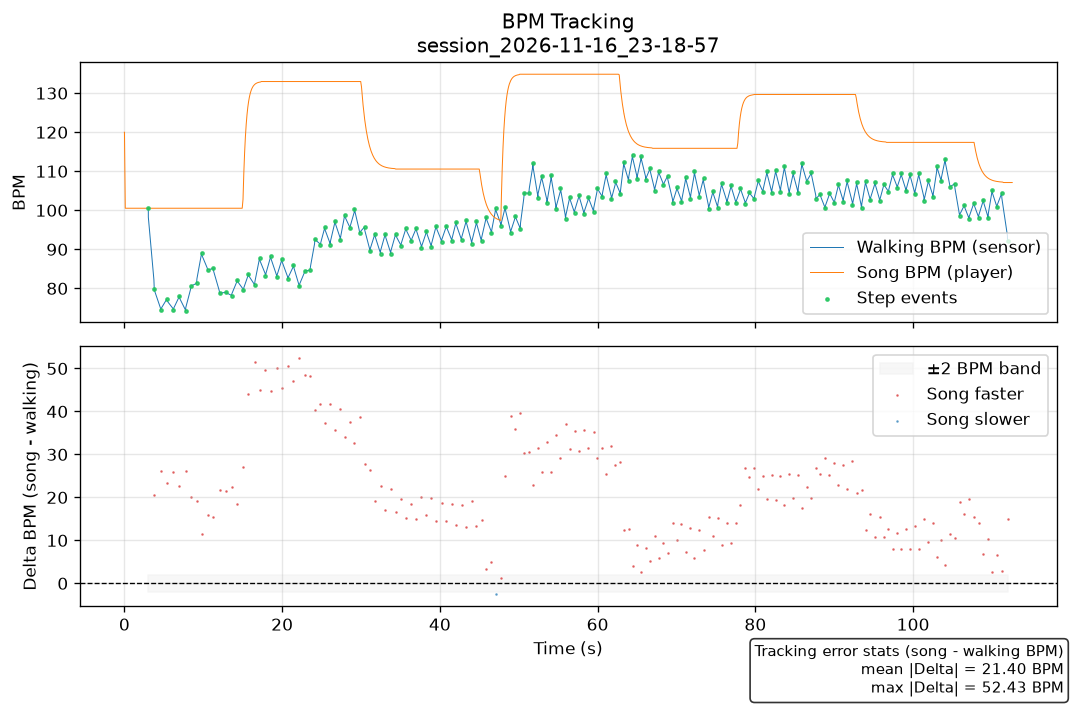 BPM Tracking
session_2026-11-16_23-18-57
BPM
130
120
110
100
90
80
Walking BPM (sensor)
Song BPM (player)
Step events
Delta BPM (song - walking)
50
40
30
20
10
0
±2 BPM band
Song faster
Song slower
0
20
40
60
80
100
Time (s)
Tracking error stats (song - walking BPM)
mean |Delta| = 21.40 BPM
max |Delta| = 52.43 BPM